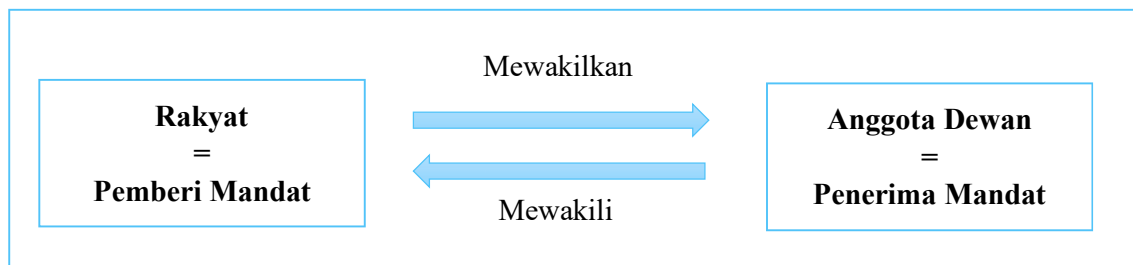 Mewakilkan
Rakyat
=
Pemberi Mandat
Anggota Dewan
=
Penerima Mandat
Mewakili